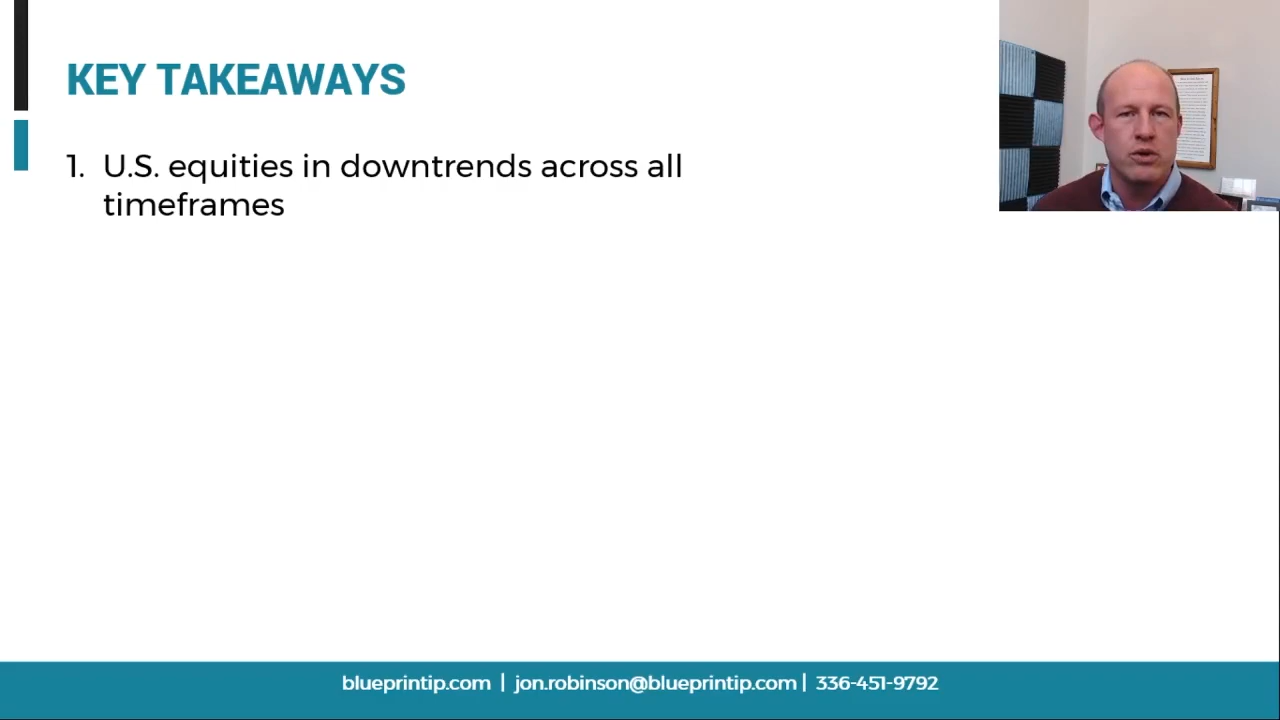 KEY TAKEAWAYS
1. U.S. equities in downtrends across all
timeframes
blueprintip.com | jon.robinson@blueprintip.com | 336-451-9792